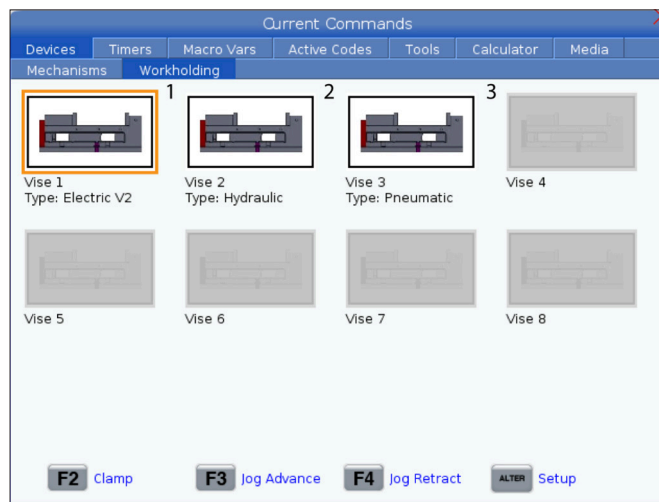 Current Commands
Devices Timers Macro Vars Active Codes Tools Calculator Media
Mechanisms Workholding
1 2 3
Vise 1 Vise 2 Vise 3 Vise 4
Type: Electric V2 Type: Hydraulic Type: Pneumatic
Vise 5 Vise 6 Vise 7 Vise 8
F2 Clamp F3 Jog Advance F4 Jog Retract ALTER Setup